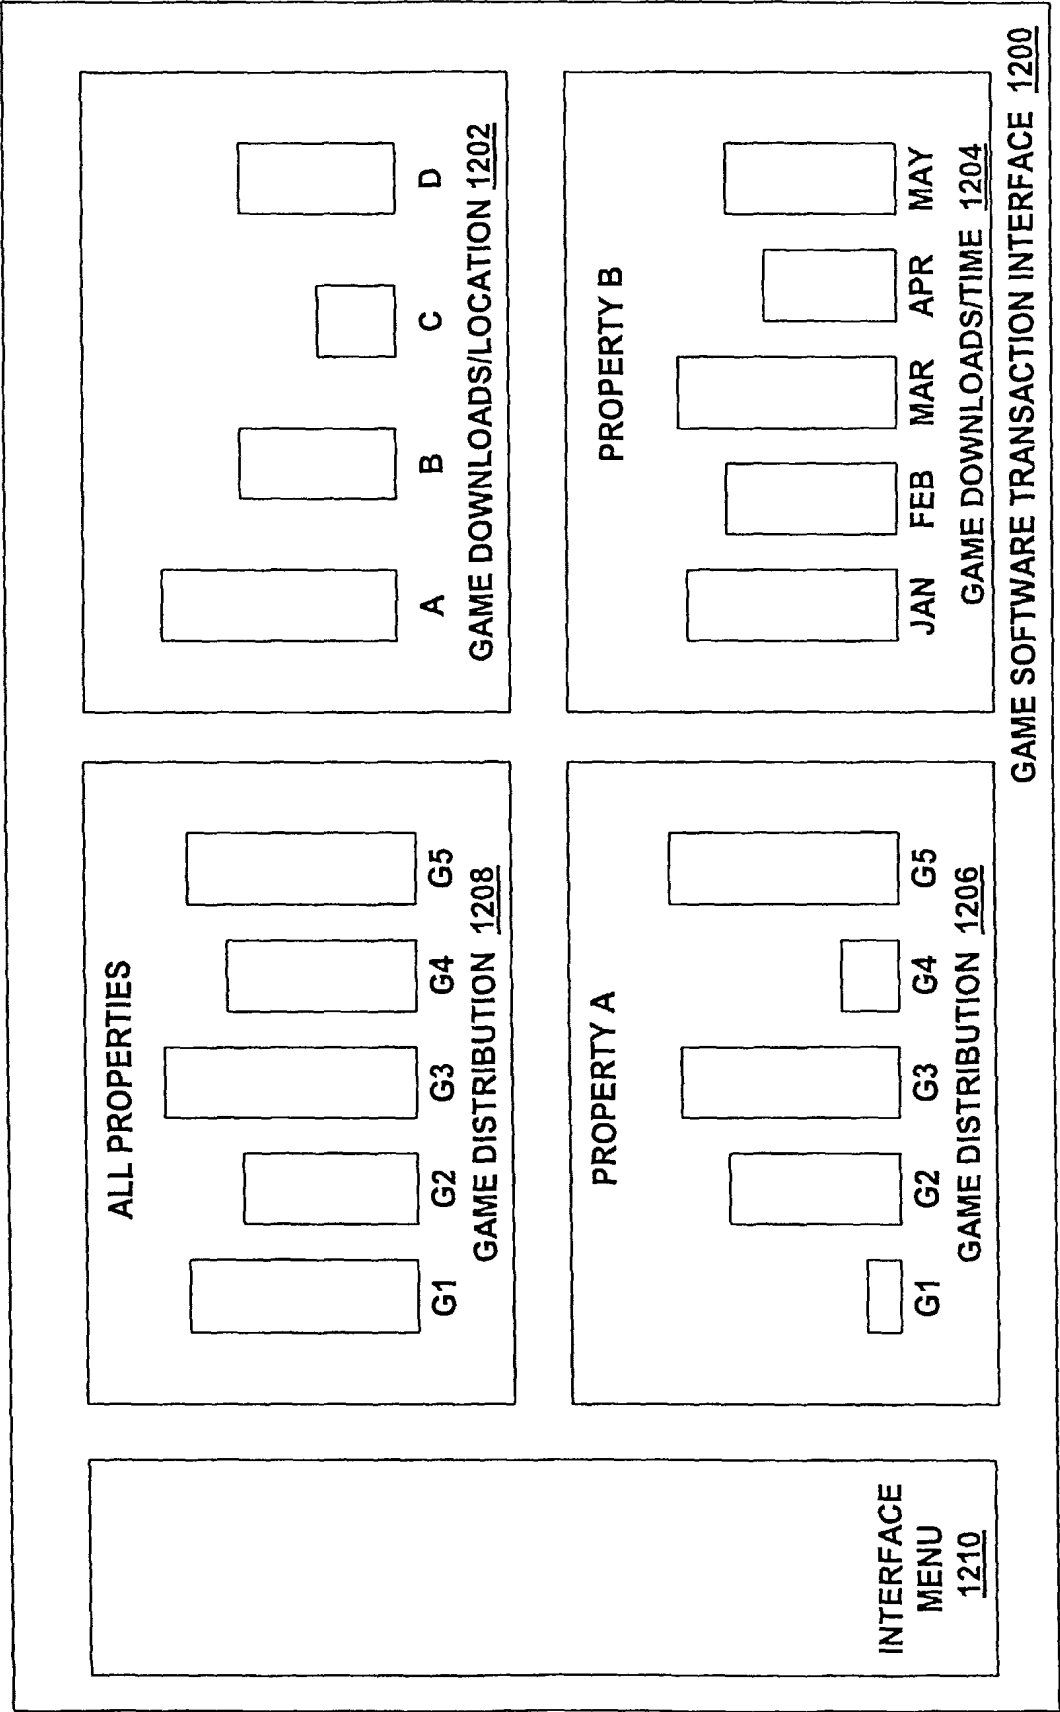 ALL PROPERTIES
G1 G2 G3 G4 G5
GAME DISTRIBUTION 1208
A B C D
GAME DOWNLOADS/LOCATION 1202
PROPERTY A
G1 G2 G3 G4 G5
GAME DISTRIBUTION 1206
PROPERTY B
JAN FEB MAR APR MAY
GAME DOWNLOADS/TIME 1204
INTERFACE
MENU
1210
GAME SOFTWARE TRANSACTION INTERFACE 1200